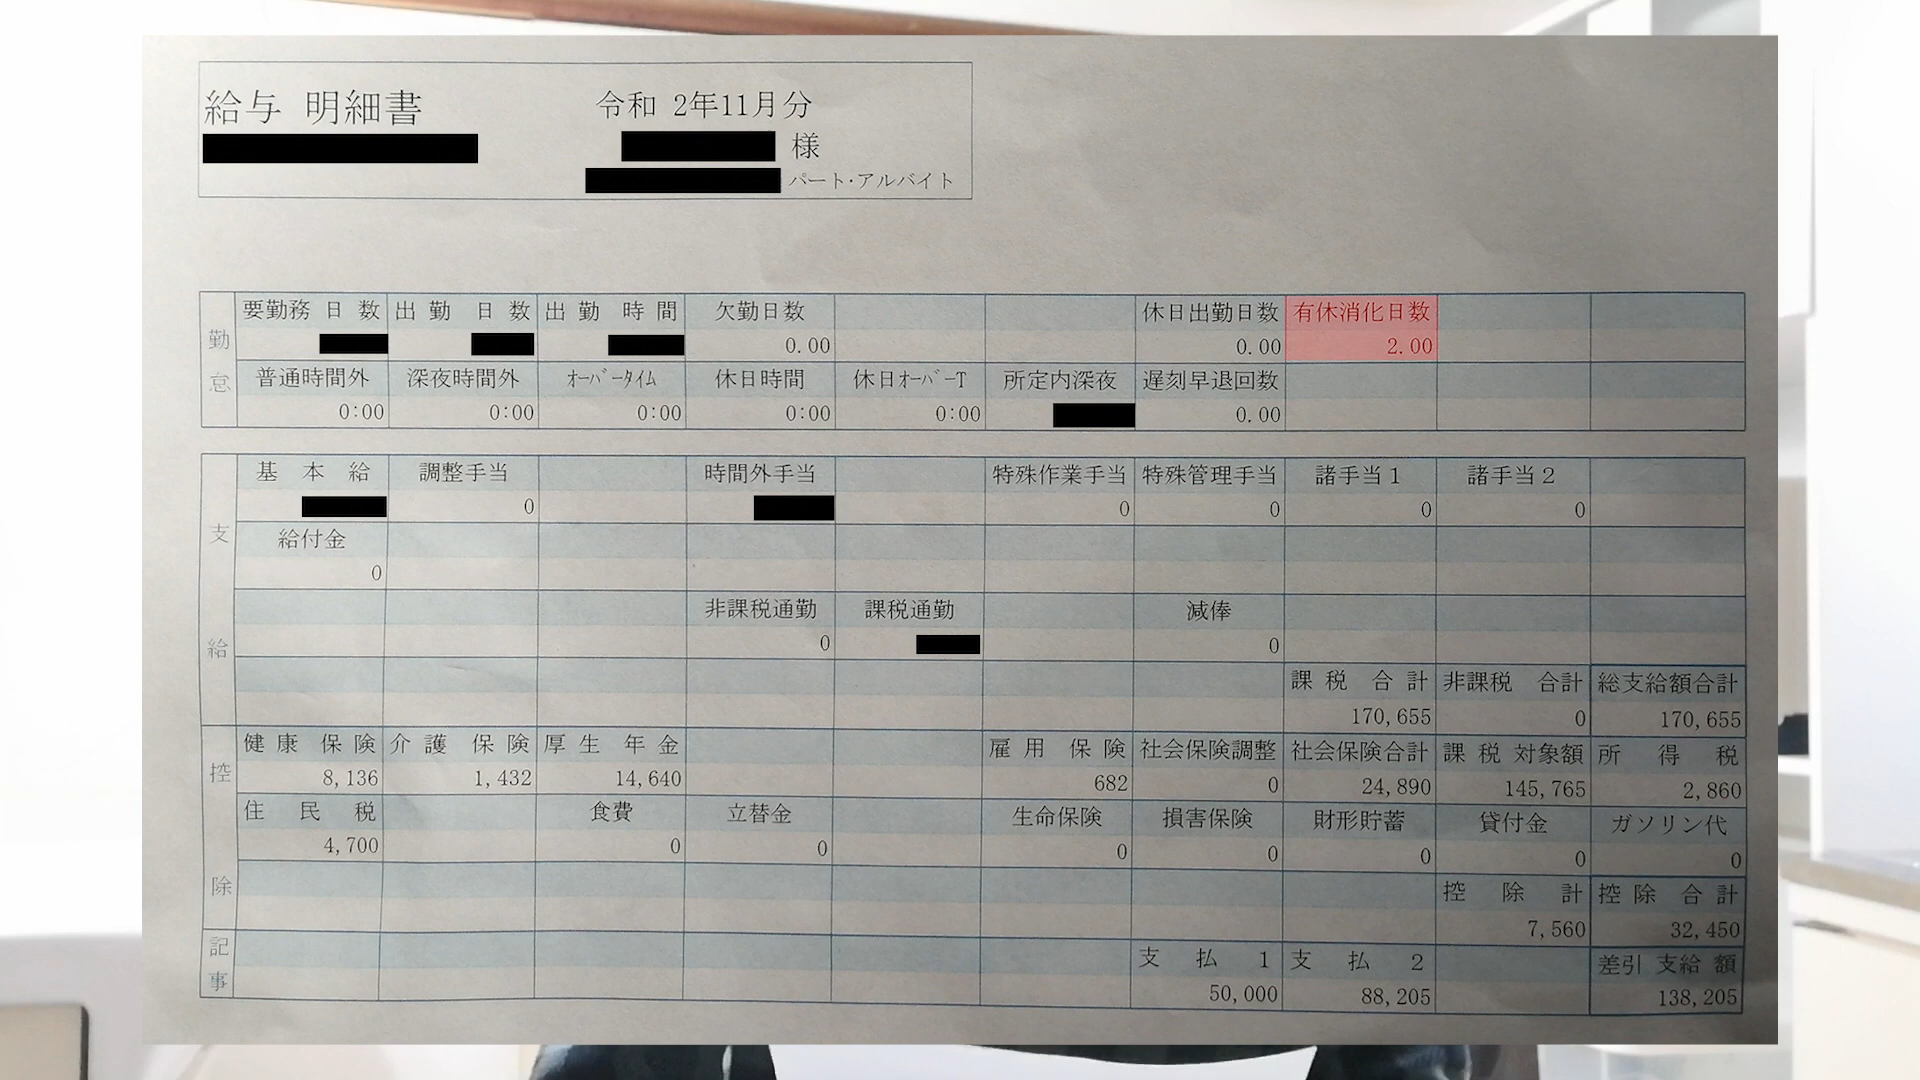 給与 明細書
令和 2年11月分
様
パート・アルバイト
勤怠
要勤務 日 数 出 勤 日 数 出 勤 時 間 欠勤日数 休日出勤日数 有休消化日数
0.00 0.00 2.00
普通時間外 深夜時間外 ｵｰﾊﾞｰﾀｲﾑ 休日時間 休日ｵｰﾊﾞｰT 所定内深夜 遅刻早退回数
0:00 0:00 0:00 0:00 0:00 0.00
支給
基 本 給 調整手当 時間外手当 特殊作業手当 特殊管理手当 諸手当1 諸手当2
0 0 0 0 0
給付金
0
非課税通勤 課税通勤 減俸
0 0
課 税 合 計 非課税 合計 総支給額合計
170,655 0 170,655
控除
健 康 保 険 介 護 保 険 厚 生 年 金 雇 用 保 険 社会保険調整 社会保険合計 課 税 対象額 所 得 税
8,136 1,432 14,640 682 0 24,890 145,765 2,860
住 民 税 食費 立替金 生命保険 損害保険 財形貯蓄 貸付金 ガソリン代
4,700 0 0 0 0 0 0 0
控 除 計 控 除 合 計
7,560 32,450
記事
支 払 1 支 払 2 差引 支給 額
50,000 88,205 138,205